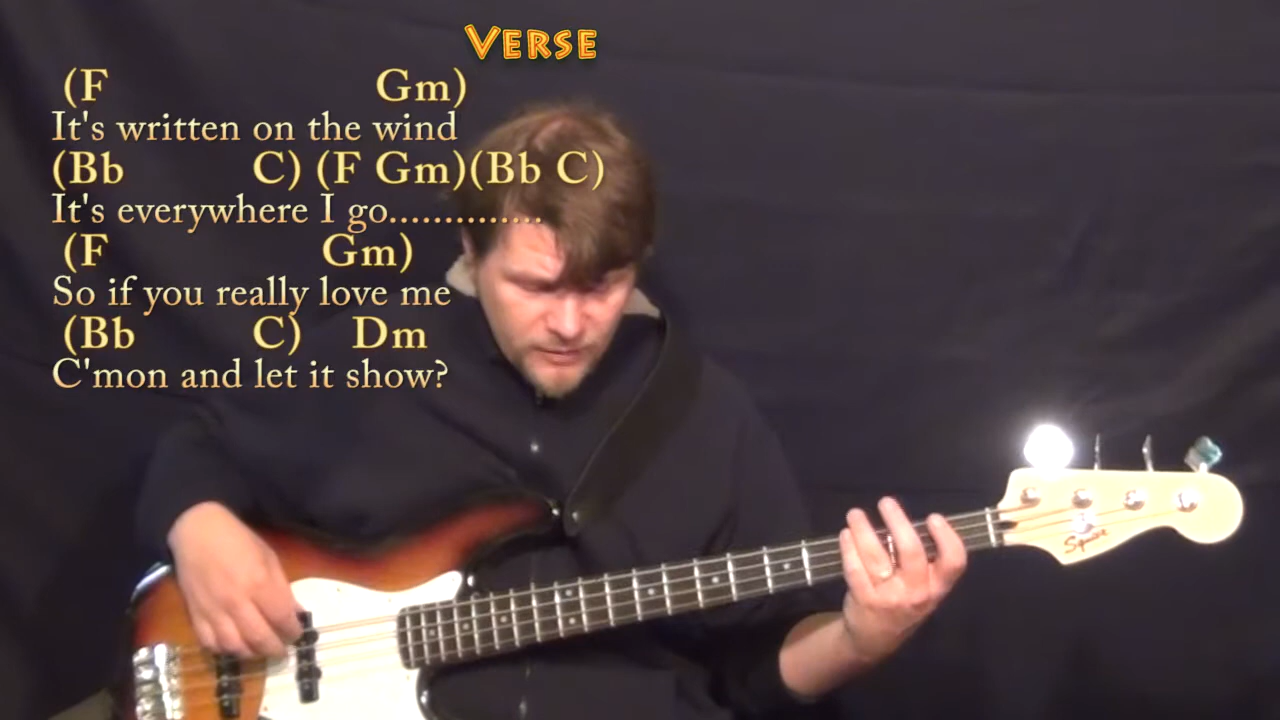 VERSE
(F Gm)
It's written on the wind
(Bb C) (F Gm)(Bb C)
It's everywhere I go..............
(F Gm)
So if you really love me
(Bb C) Dm
C'mon and let it show?
Squier